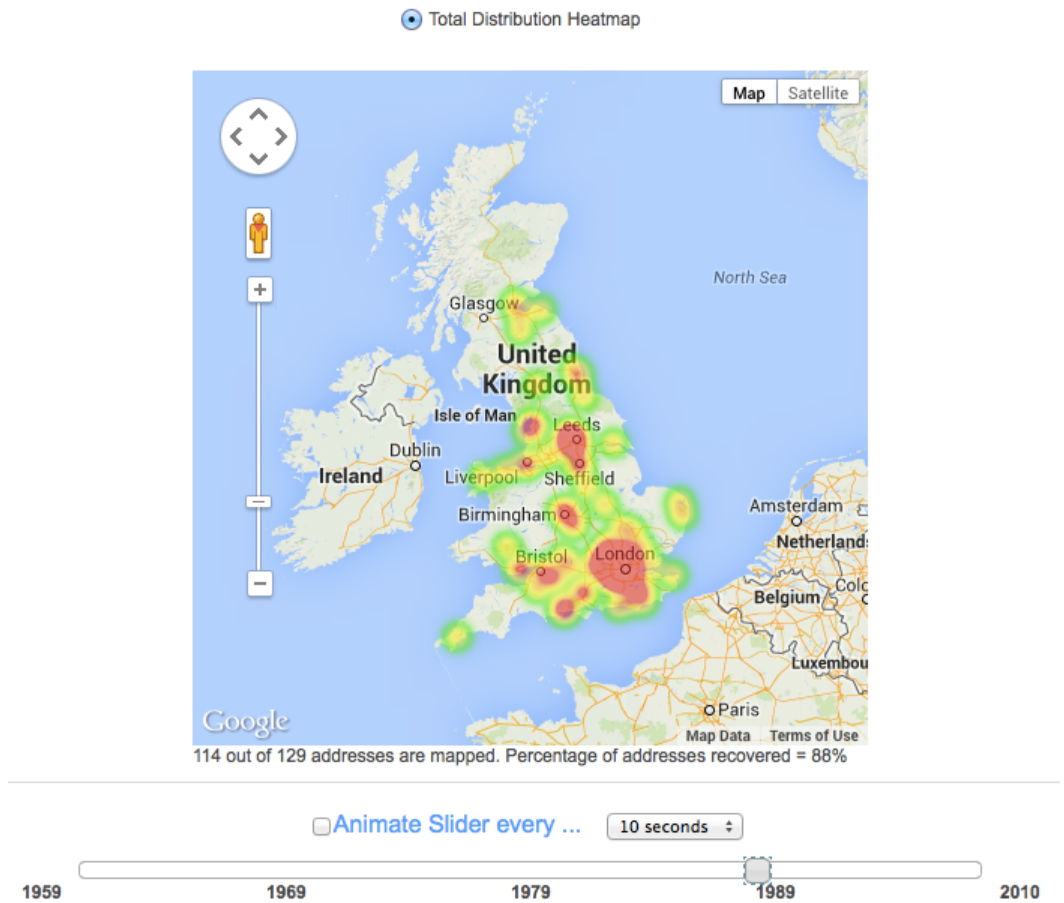 Total Distribution Heatmap
Map Satellite
North Sea
Glasgow
United
Kingdom
Isle of Man
Leeds
Dublin
Ireland
Liverpool
Sheffield
Amsterdam
Birmingham
Netherland
Bristol
London
Colo
Belgium
Luxembou
Paris
Google
Map Data Terms of Use
114 out of 129 addresses are mapped. Percentage of addresses recovered = 88%
Animate Slider every ... 10 seconds
1959 1969 1979 1989 2010